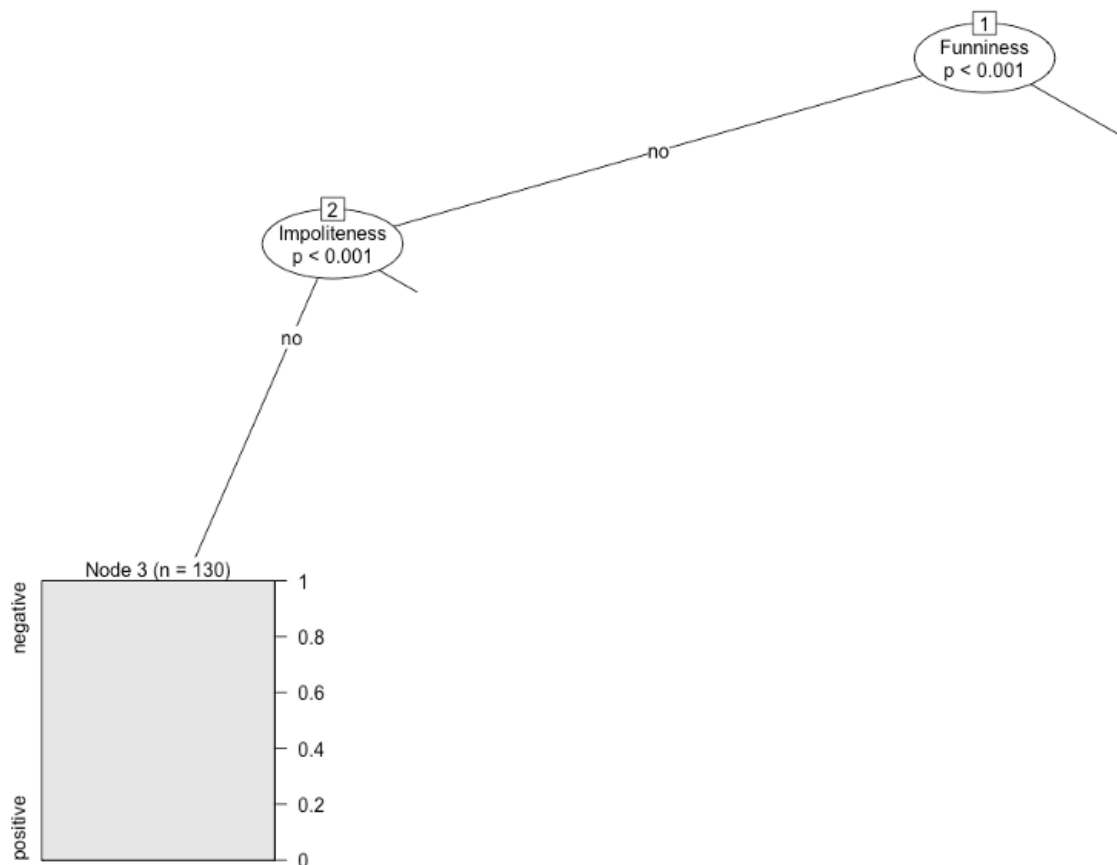 1
Funniness
p < 0.001
no
2
Impoliteness
p < 0.001
no
Node 3 (n = 130)
negative
positive
1
0.8
0.6
0.4
0.2
0